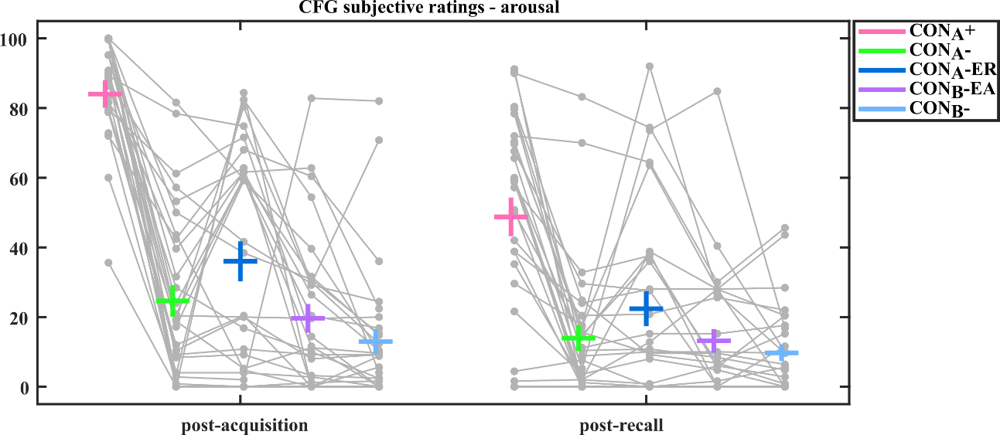 CFG subjective ratings - arousal
100
80
60
40
20
0
post-acquisition
post-recall
CONA+
CONA-
CONA-ER
CONB-EA
CONB-